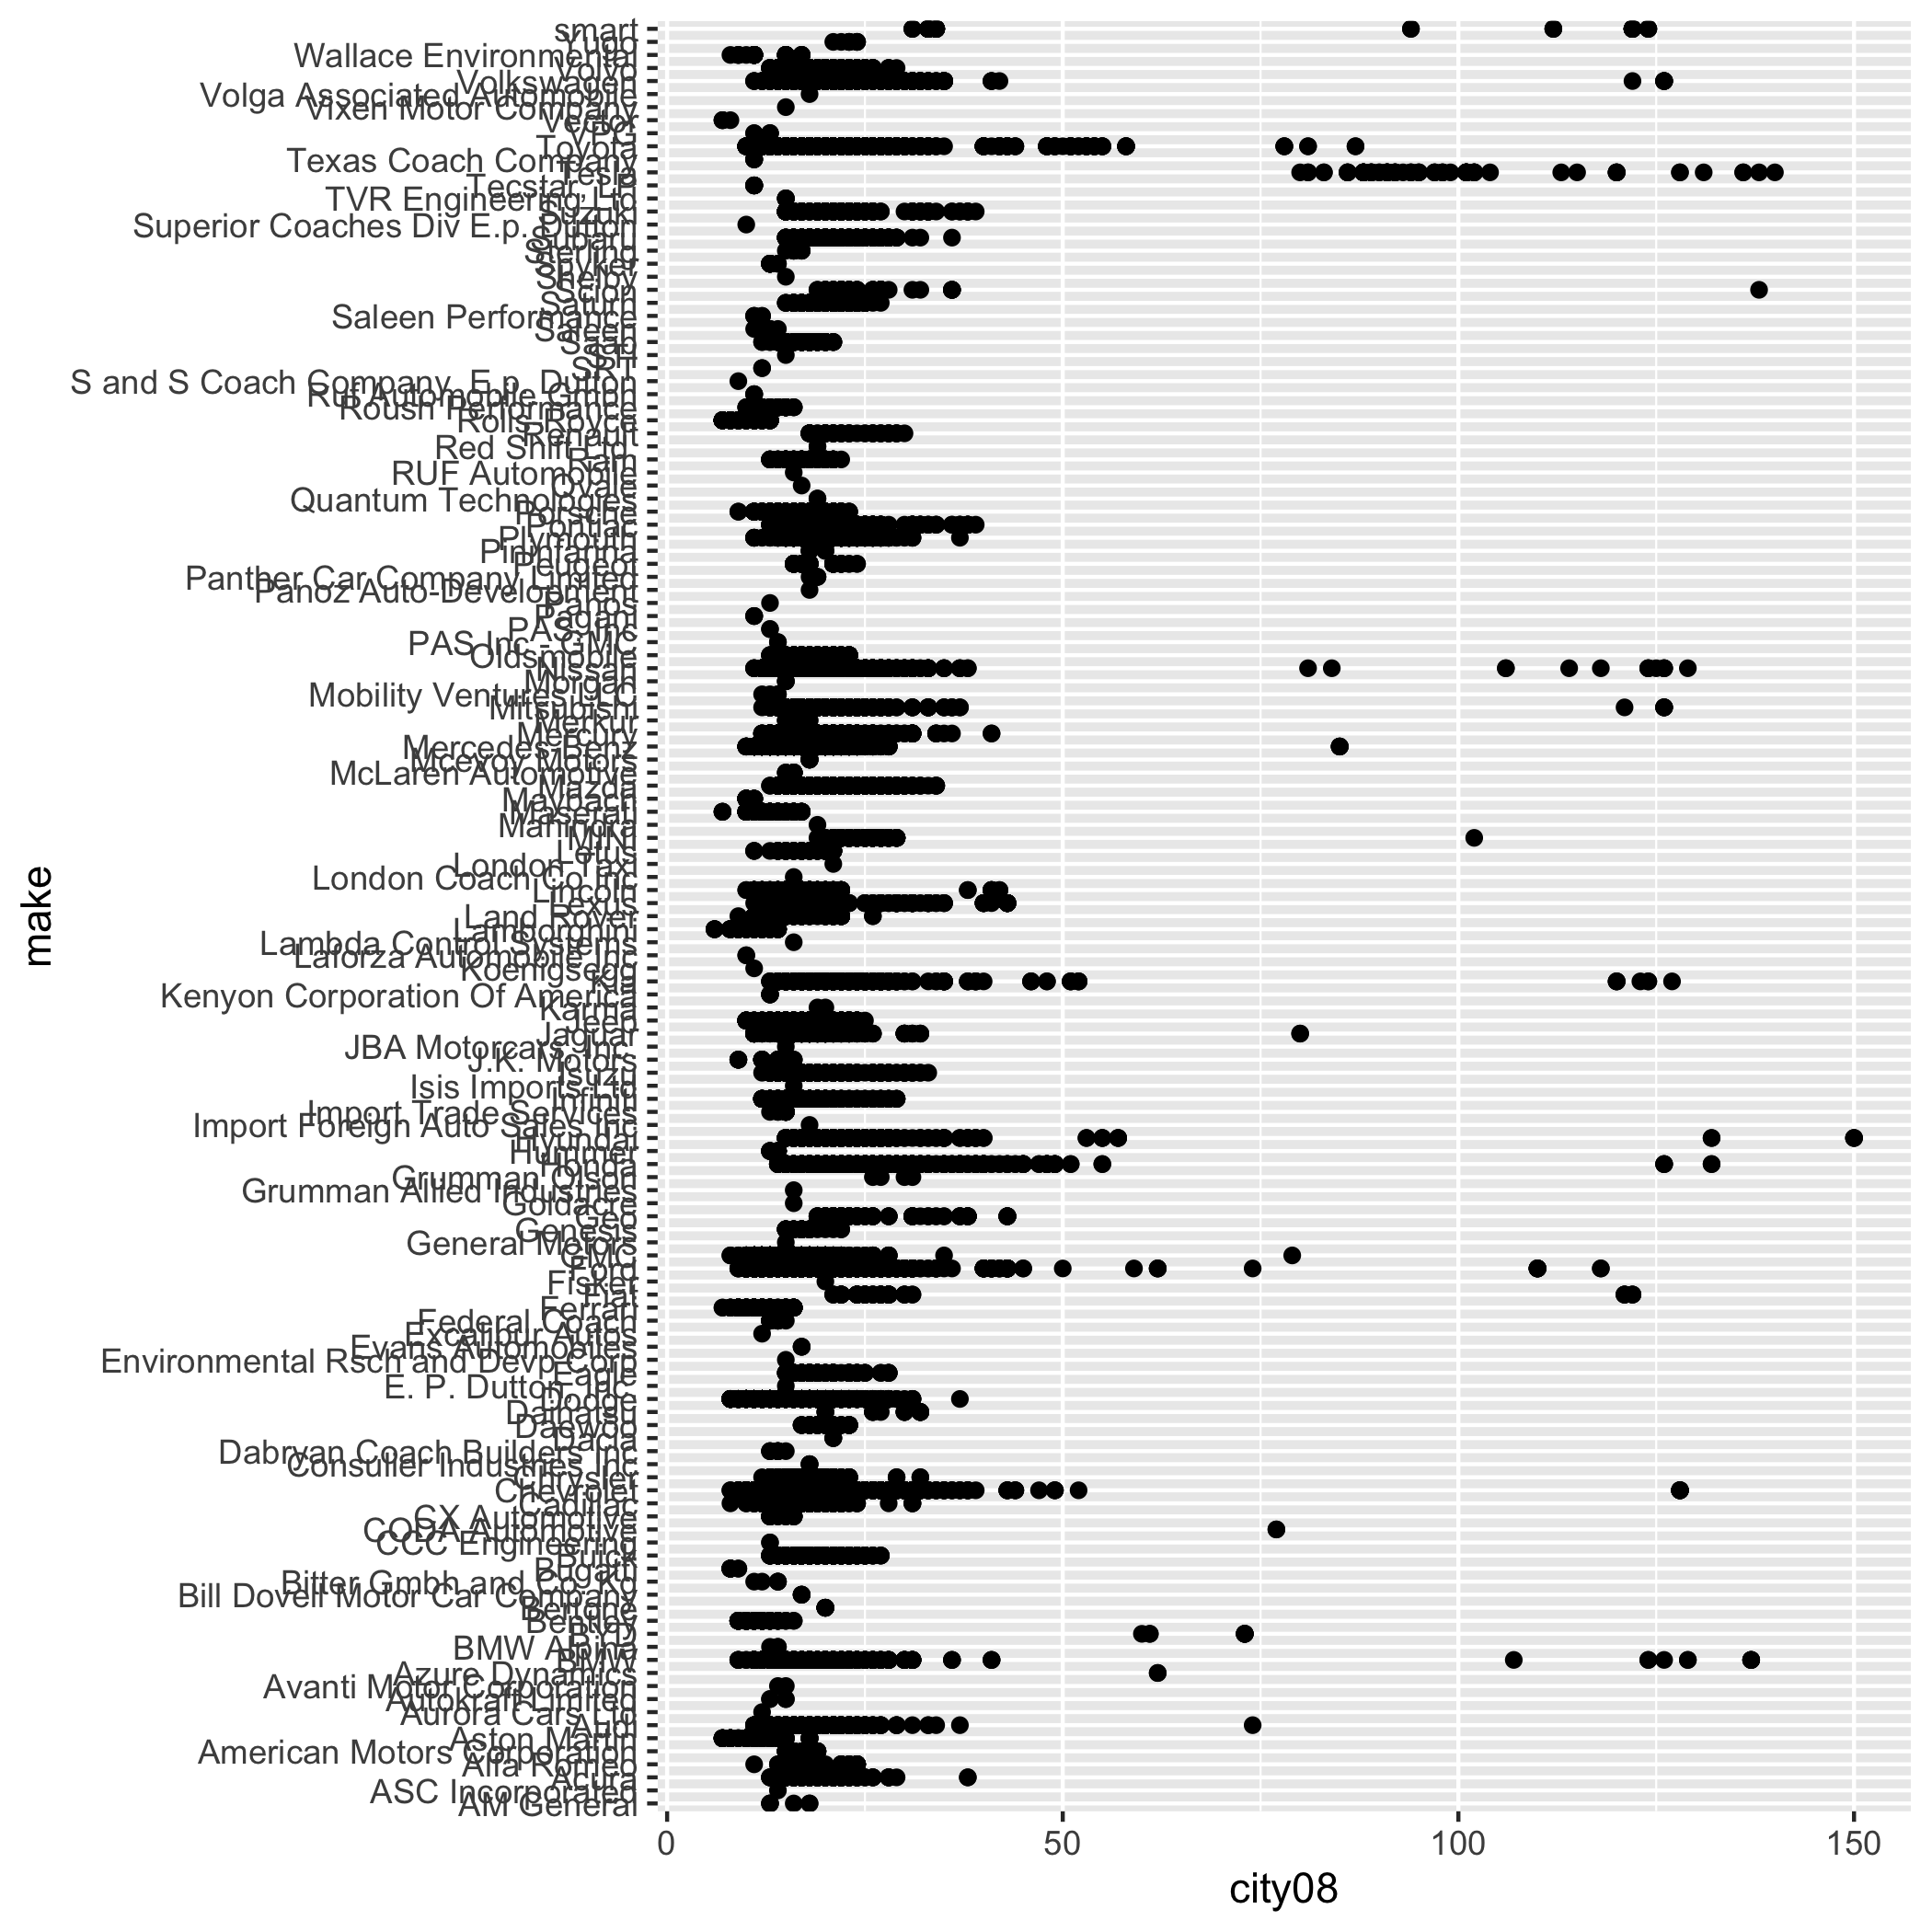 smart
Yugo
Wallace Environmental
Volvo
Volkswagen
Volga Associated Automobile
Vixen Motor Company
Vector
VPG
Toyota
Texas Coach Company
Tesla
Tecstar, LP
TVR Engineering Ltd
Suzuki
Superior Coaches Div E.p. Dutton
Subaru
Sterling
Spyker
Shelby
Scion
Saturn
Saleen Performance
Saleen
Saab
SRT
S and S Coach Company E.p. Dutton
Ruf Automobile Gmbh
Roush Performance
Rolls-Royce
Renault
Red Shift Ltd.
Ram
RUF Automobile
Qvale
Quantum Technologies
Porsche
Pontiac
Plymouth
Pininfarina
Peugeot
Panther Car Company Limited
Panoz Auto-Development
Panos
Pagani
PAS, Inc
PAS Inc - GMC
Oldsmobile
Nissan
Morgan
Mobility Ventures LLC
Mitsubishi
Merkur
Mercury
Mercedes-Benz
Mcevoy Motors
McLaren Automotive
Mazda
Maybach
Maserati
Mahindra
MINI
Lotus
London Taxi
London Coach Co Inc
Lincoln
Lexus
Land Rover
Lamborghini
Lambda Control Systems
Laforza Automobile Inc
Koenigsegg
Kia
Kenyon Corporation Of America
Karma
Jeep
Jaguar
JBA Motorcars, Inc.
J.K. Motors
Isuzu
Isis Imports Ltd
Infiniti
Import Trade Services
Import Foreign Auto Sales Inc
Hyundai
Hummer
Honda
Grumman Olson
Grumman Allied Industries
Goldacre
Geo
Genesis
General Motors
GMC
Ford
Fisker
Fiat
Ferrari
Federal Coach
Excalibur Autos
Evans Automobiles
Environmental Rsch and Devp Corp
Eagle
E. P. Dutton, Inc.
Dodge
Daihatsu
Daewoo
Dacia
Dabryan Coach Builders Inc
Consulier Industries Inc
Chrysler
Chevrolet
Cadillac
CX Automotive
CODA Automotive
CCC Engineering
Buick
Bugatti
Bitter Gmbh and Co. Kg
Bill Dovell Motor Car Company
Bertone
Bentley
BYD
BMW Alpina
BMW
Azure Dynamics
Avanti Motor Corporation
Autokraft Limited
Aurora Cars Ltd
Audi
Aston Martin
American Motors Corporation
Alfa Romeo
Acura
ASC Incorporated
AM General
make
0 50 100 150
city08